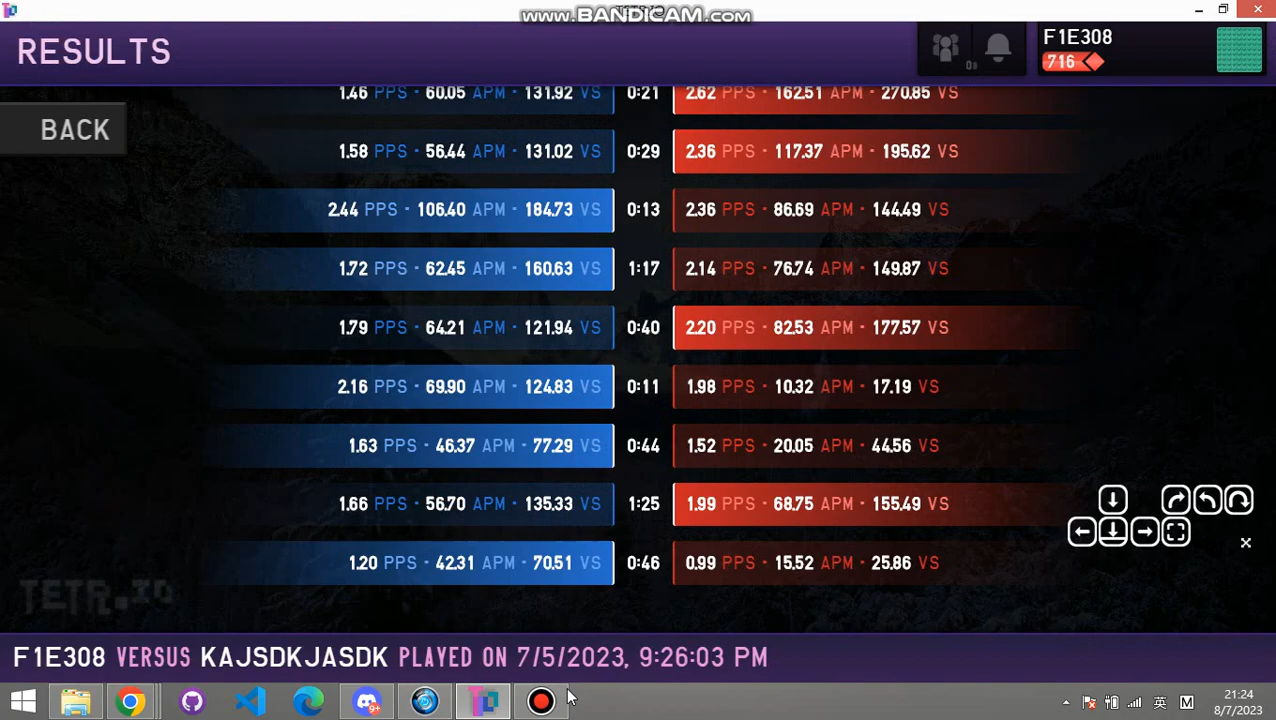 www.BANDICAM.com
RESULTS
F1E308
716
BACK
1.46 PPS - 60.05 APM - 131.92 VS 0:21 2.62 PPS - 162.51 APM - 270.85 VS
1.58 PPS - 56.44 APM - 131.02 VS 0:29 2.36 PPS - 117.37 APM - 195.62 VS
2.44 PPS - 106.40 APM - 184.73 VS 0:13 2.36 PPS - 86.69 APM - 144.49 VS
1.72 PPS - 62.45 APM - 160.63 VS 1:17 2.14 PPS - 76.74 APM - 149.87 VS
1.79 PPS - 64.21 APM - 121.94 VS 0:40 2.20 PPS - 82.53 APM - 177.57 VS
2.16 PPS - 69.90 APM - 124.83 VS 0:11 1.98 PPS - 10.32 APM - 17.19 VS
1.63 PPS - 46.37 APM - 77.29 VS 0:44 1.52 PPS - 20.05 APM - 44.56 VS
1.66 PPS - 56.70 APM - 135.33 VS 1:25 1.99 PPS - 68.75 APM - 155.49 VS
1.20 PPS - 42.31 APM - 70.51 VS 0:46 0.99 PPS - 15.52 APM - 25.86 VS
TETR.IO
F1E308 VERSUS KAJSDKJASDK PLAYED ON 7/5/2023, 9:26:03 PM
英 M
21:24
8/7/2023